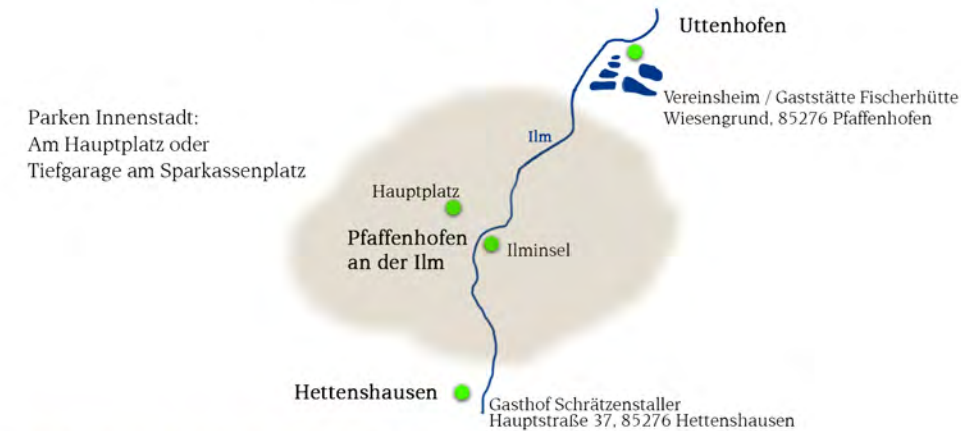 Uttenhofen
Vereinsheim / Gaststätte Fischerhütte
Wiesengrund, 85276 Pfaffenhofen
Parken Innenstadt:
Am Hauptplatz oder
Tiefgarage am Sparkassenplatz
Ilm
Hauptplatz
Pfaffenhofen
an der Ilm
Ilminsel
Hettenshausen
Gasthof Schrätzenstaller
Hauptstraße 37, 85276 Hettenshausen